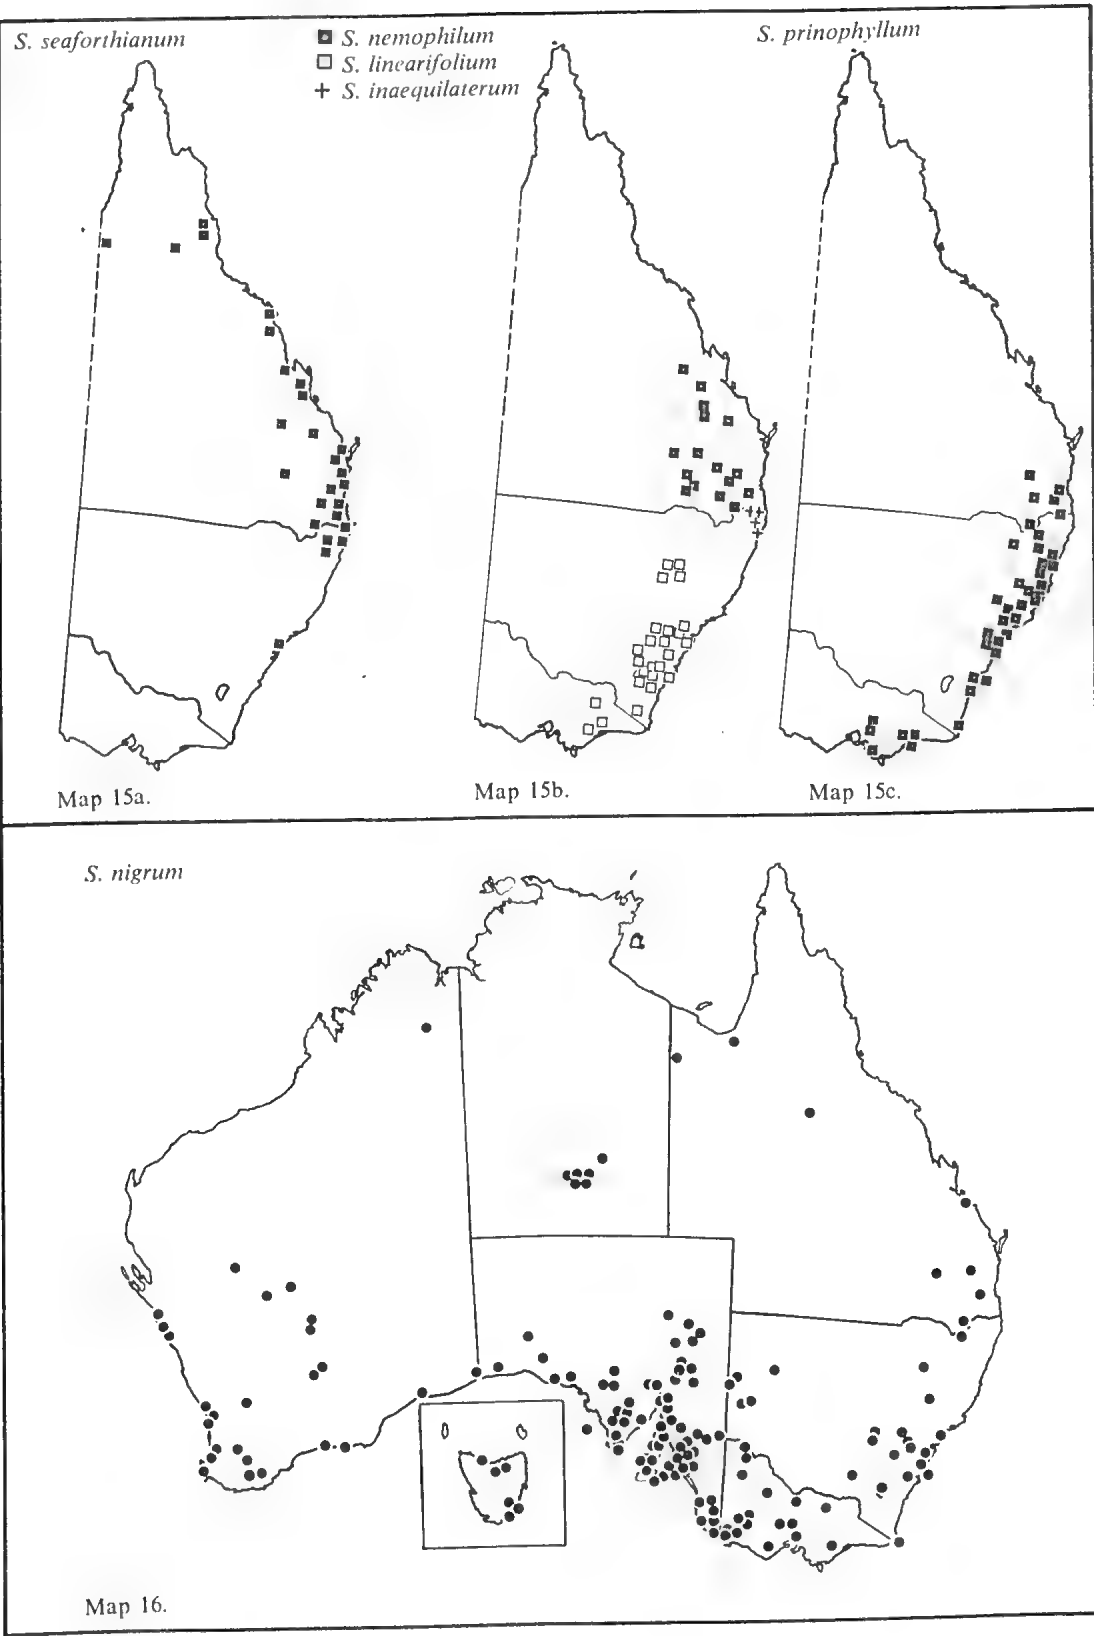 S. seaforthianum
S. nemophilum
S. linearifolium
+ S. inaequilaterum
S. prinophyllum
Map 15a.
Map 15b.
Map 15c.
S. nigrum
Map 16.